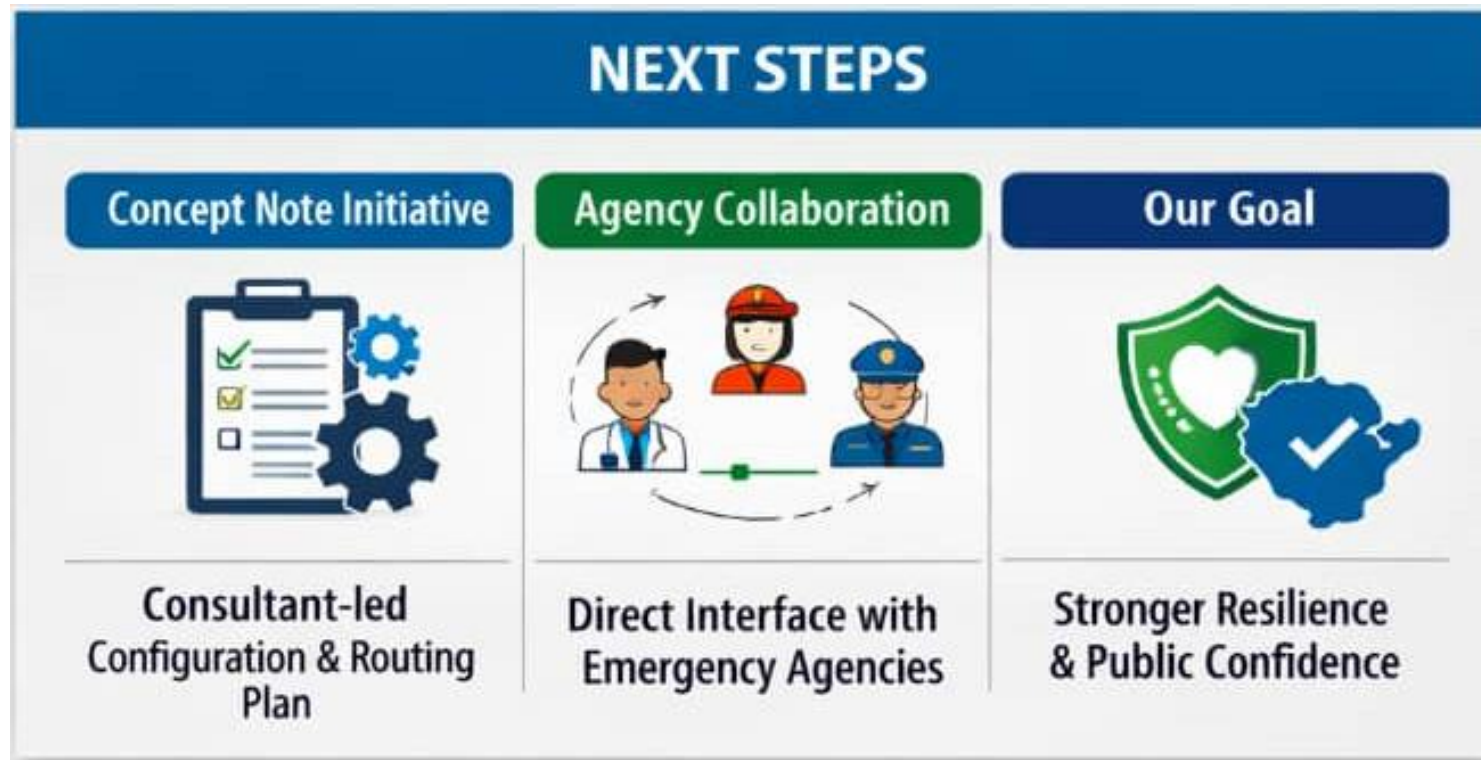 NEXT STEPS
Concept Note Initiative
Consultant-led
Configuration & Routing
Plan
Agency Collaboration
Direct Interface with
Emergency Agencies
Our Goal
Stronger Resilience
& Public Confidence